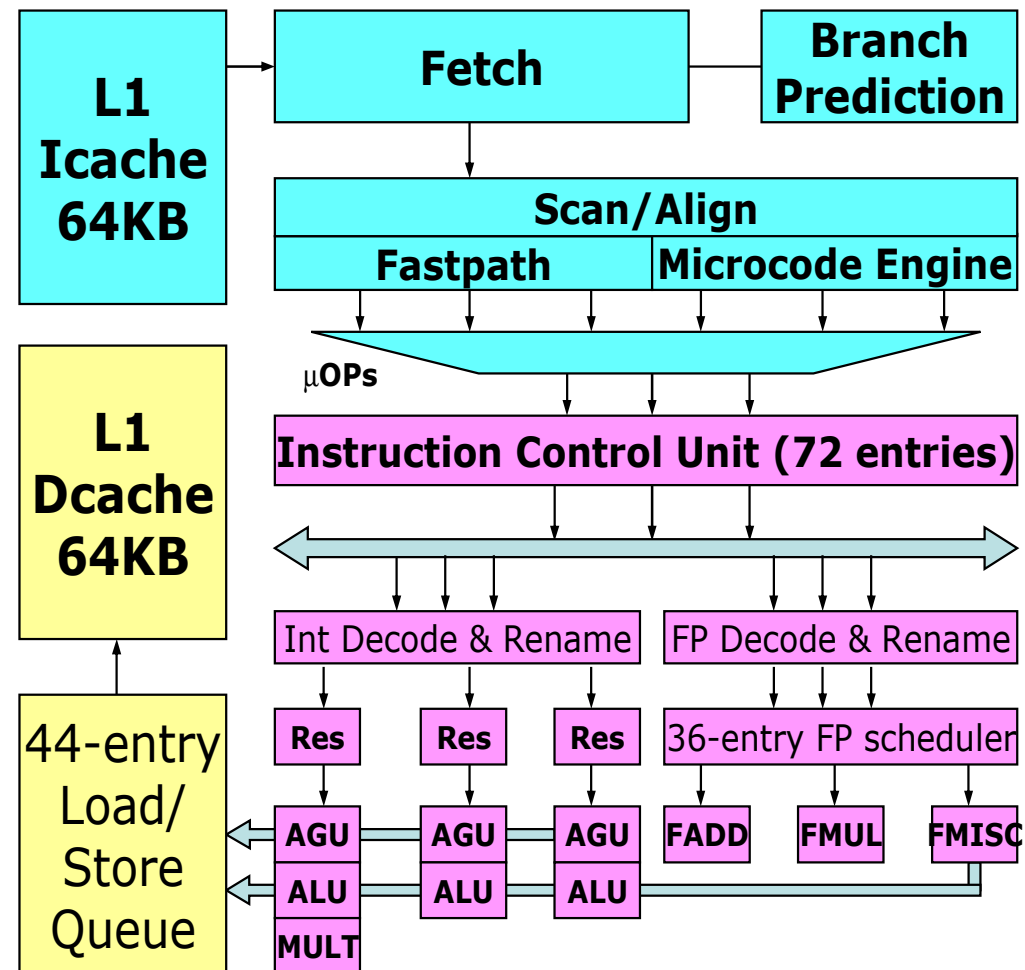 L1
Icache
64KB
Fetch
Branch
Prediction
Scan/Align
Fastpath
Microcode Engine
μOPs
L1
Dcache
64KB
Instruction Control Unit (72 entries)
Int Decode & Rename
FP Decode & Rename
Res
Res
Res
36-entry FP scheduler
44-entry
Load/
Store
Queue
AGU
AGU
AGU
FADD
FMUL
FMISC
ALU
ALU
ALU
MULT